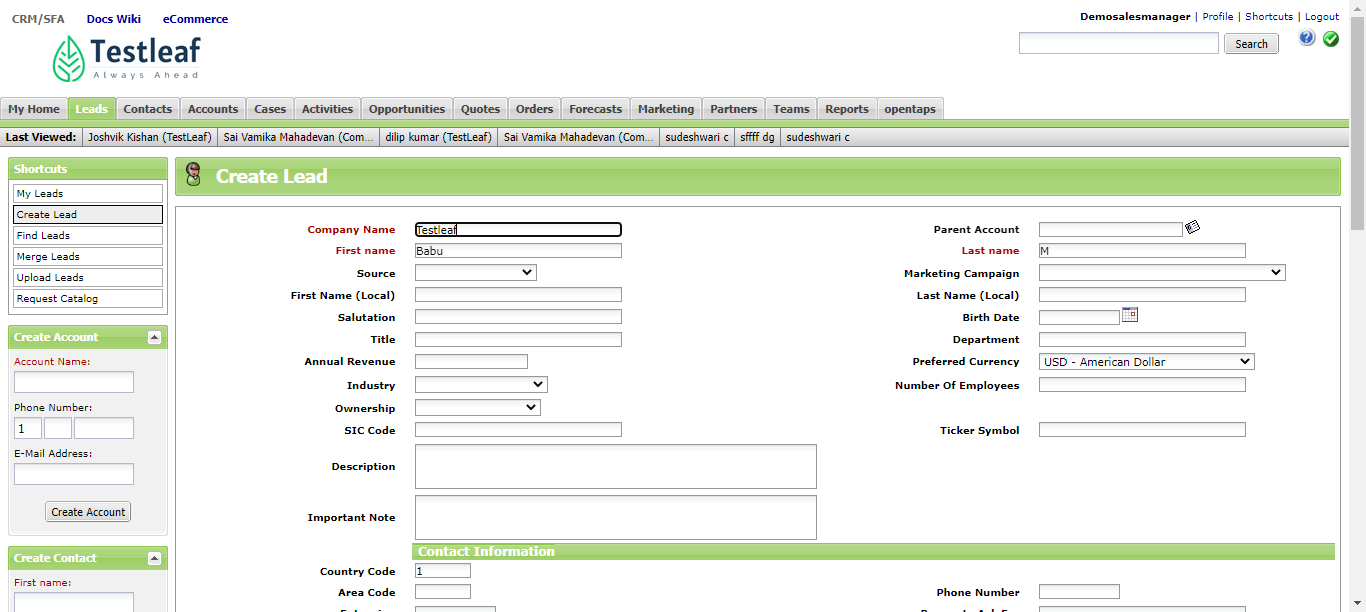 CRM/SFA Docs Wiki eCommerce
Demosalesmanager | Profile | Shortcuts | Logout
Testleaf
Always Ahead
Search
My Home Leads Contacts Accounts Cases Activities Opportunities Quotes Orders Forecasts Marketing Partners Teams Reports opentaps
Last Viewed: Joshvik Kishan (TestLeaf) Sai Vamika Mahadevan (Com... dilip kumar (TestLeaf) Sai Vamika Mahadevan (Com... sudeshwari c sffff dg sudeshwari c
Shortcuts
My Leads
Create Lead
Find Leads
Merge Leads
Upload Leads
Request Catalog
Create Account
Account Name:
Phone Number:
1
E-Mail Address:
Create Account
Create Contact
First name:
Create Lead
Company Name Testleaf Parent Account
First name Babu Last name M
Source Marketing Campaign
First Name (Local) Last Name (Local)
Salutation Birth Date
Title Department
Annual Revenue Preferred Currency USD - American Dollar
Industry Number Of Employees
Ownership
SIC Code Ticker Symbol
Description
Important Note
Contact Information
Country Code 1
Area Code Phone Number